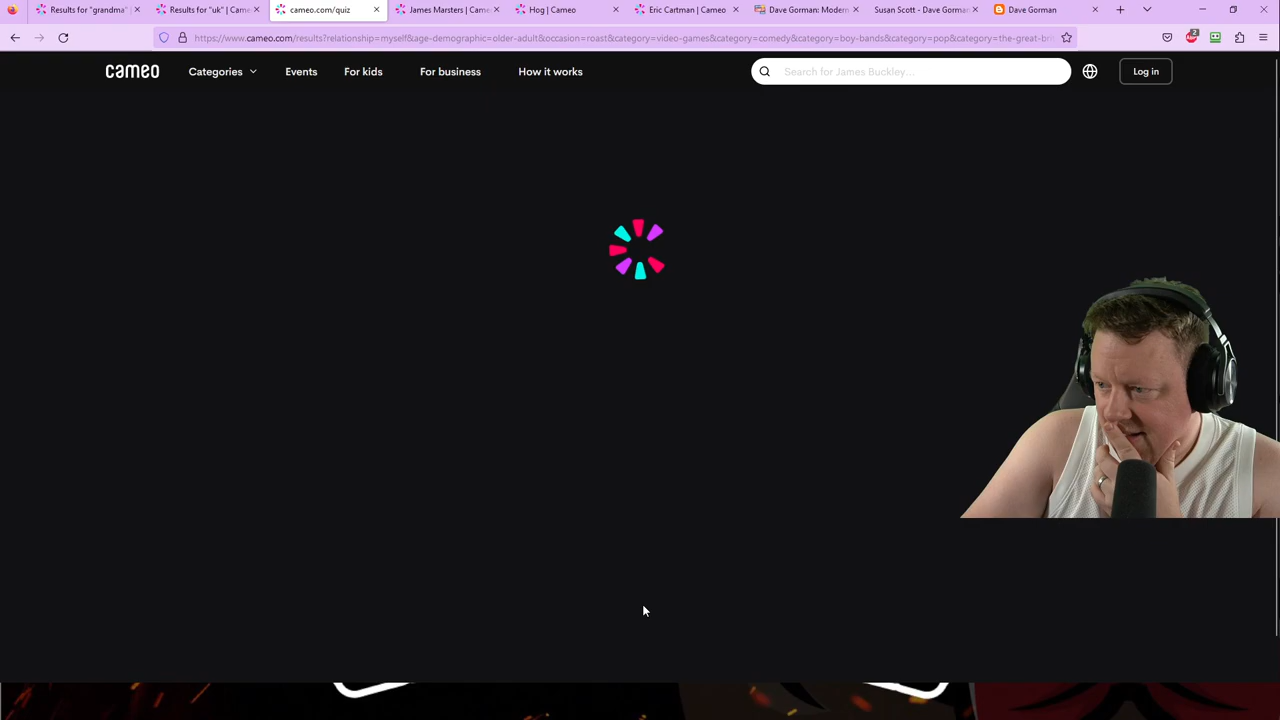 Results for "grandma"
Results for "uk" | Came
cameo.com/quiz
James Marsters | Came
Hog | Cameo
Eric Cartman | Cameo
Dave Gorman: Modern
Susan Scott - Dave Gorman
Dave Gorman
2
https://www.cameo.com/results?relationship=myself&age-demographic=older-adult&occasion=roast&category=video-games&category=comedy&category=boy-bands&category=pop&category=the-great-bri
cameo
Categories
Events
For kids
For business
How it works
Search for James Buckley...
Log in